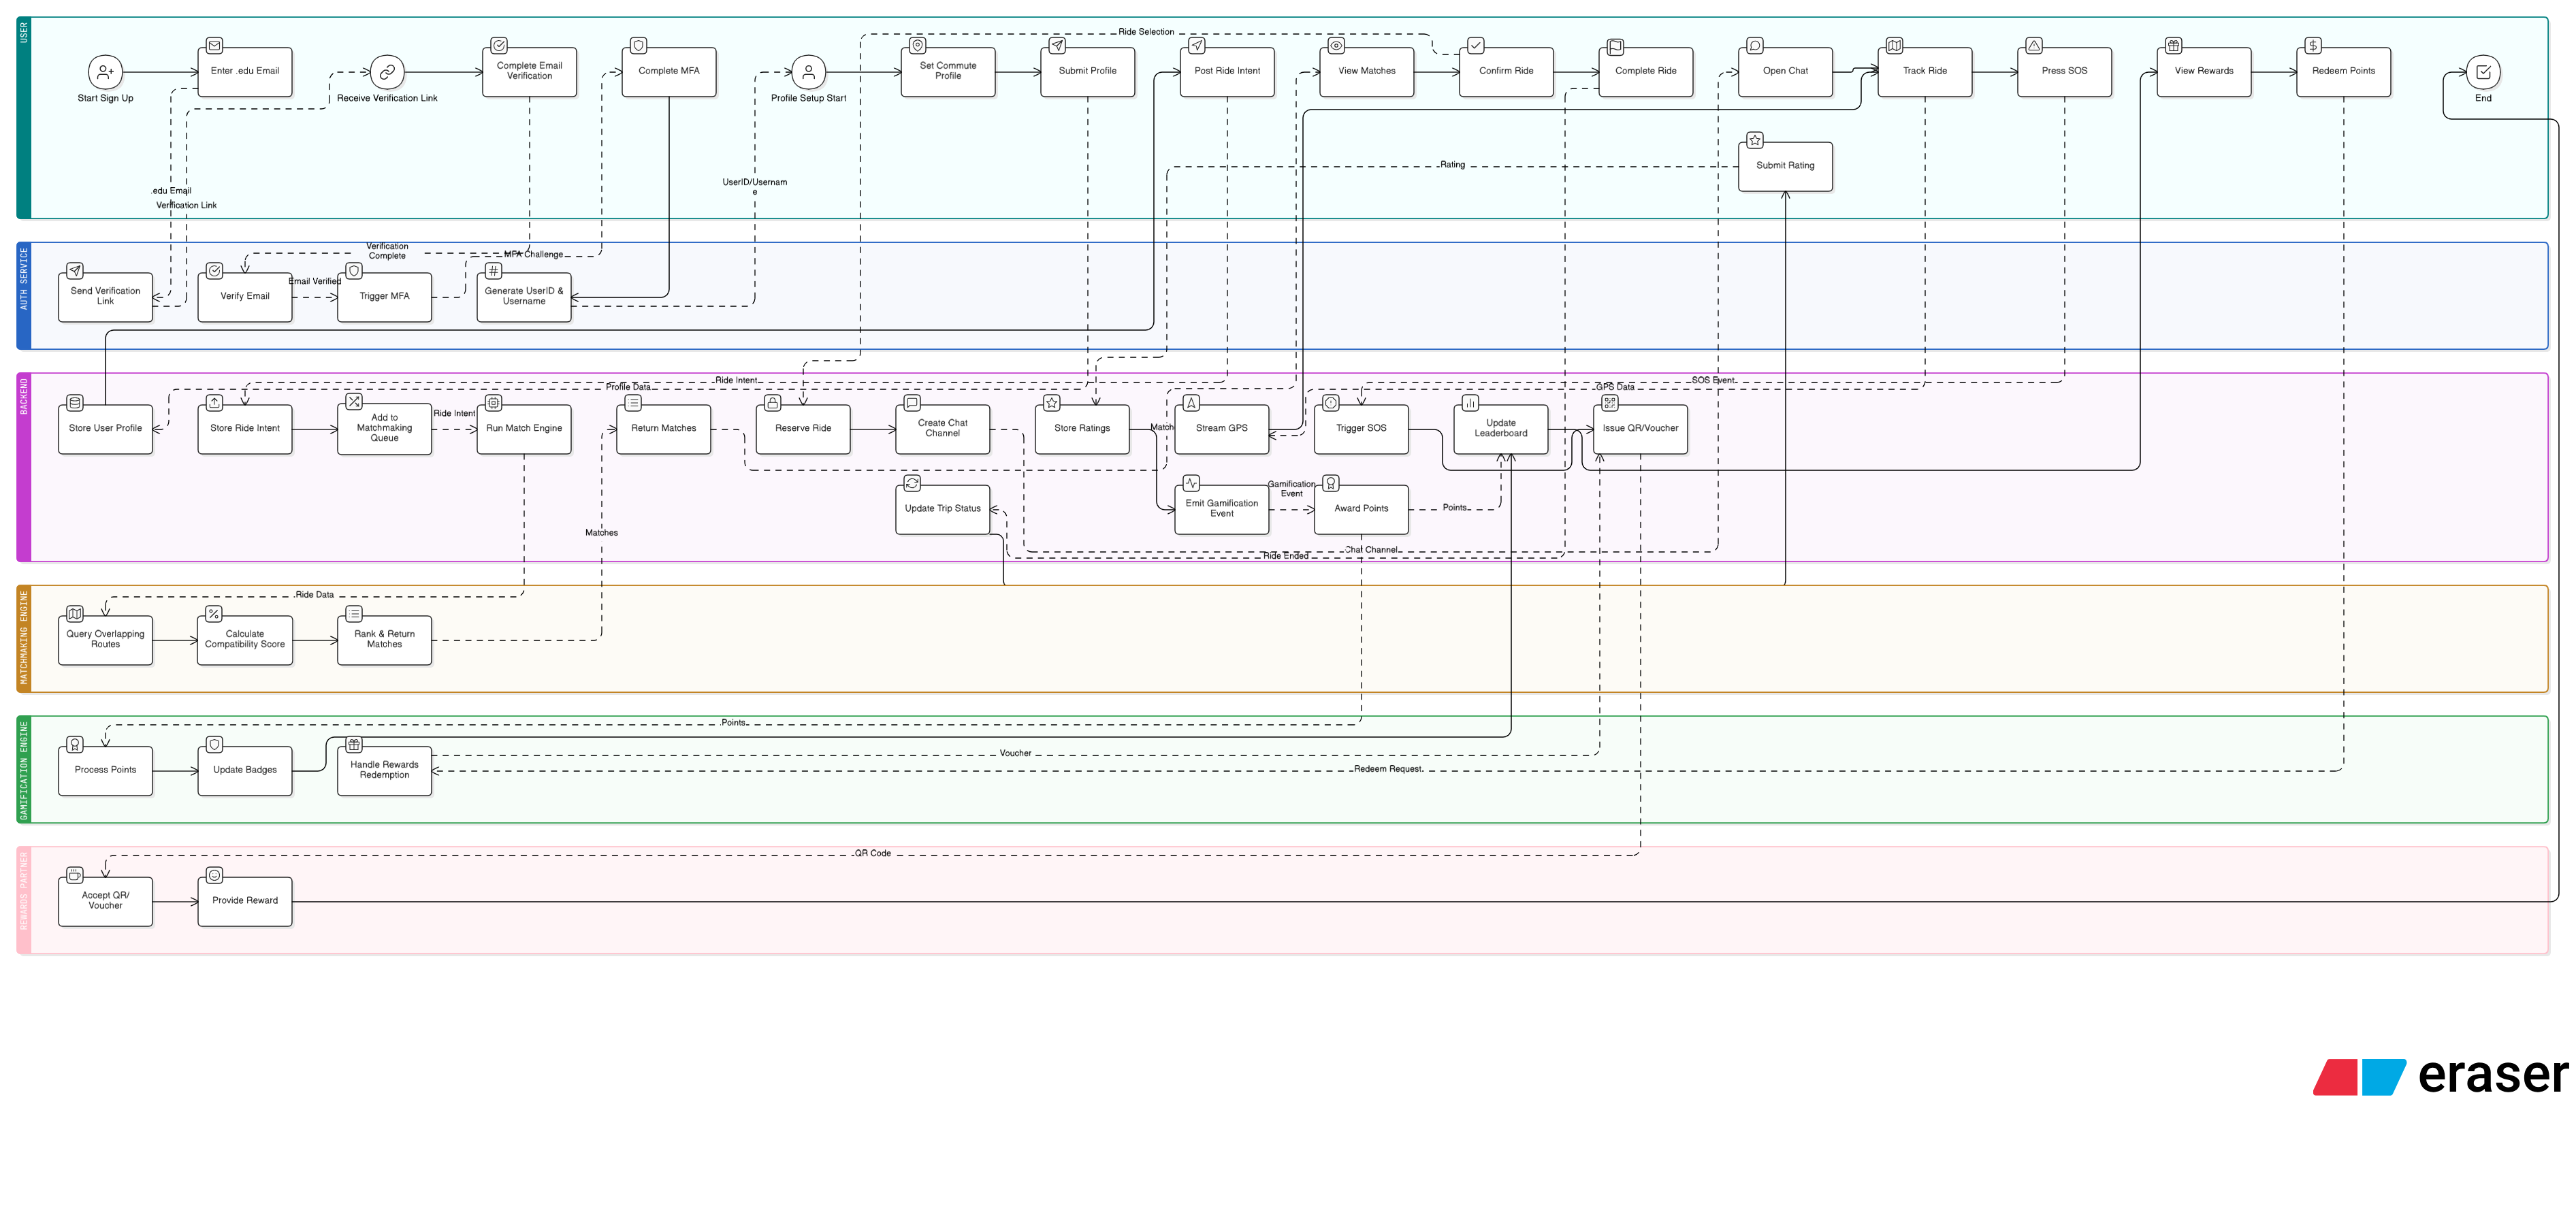 USER
Ride Selection
Enter .edu Email
Complete Email
Verification
Complete MFA
Set Commute
Profile
Submit Profile
Post Ride Intent
View Matches
Confirm Ride
Complete Ride
Open Chat
Track Ride
Press SOS
View Rewards
Redeem Points
Start Sign Up
Receive Verification Link
Profile Setup Start
End
Submit Rating
Rating
UserID/Usernam
e
.edu Email
Verification Link
AUTH SERVICE
Verification
Complete
MFA Challenge
Email Verified
Send Verification
Link
Verify Email
Trigger MFA
Generate UserID &
Username
BACKEND
Ride Intent
Profile Data
SOS Event
GPS Data
Store User Profile
Store Ride Intent
Add to
Matchmaking
Queue
Ride Intent
Run Match Engine
Return Matches
Reserve Ride
Create Chat
Channel
Store Ratings
Match
Stream GPS
Trigger SOS
Update
Leaderboard
Issue QR/Voucher
Update Trip Status
Emit Gamification
Event
Gamification
Event
Award Points
Points
Matches
Chat Channel
Ride Ended
MATCHMAKING ENGINE
Ride Data
Query Overlapping
Routes
Calculate
Compatibility Score
Rank & Return
Matches
GAMIFICATION ENGINE
Points
Process Points
Update Badges
Handle Rewards
Redemption
Voucher
Redeem Request
REWARDS PARTNER
QR Code
Accept QR/
Voucher
Provide Reward
eraser